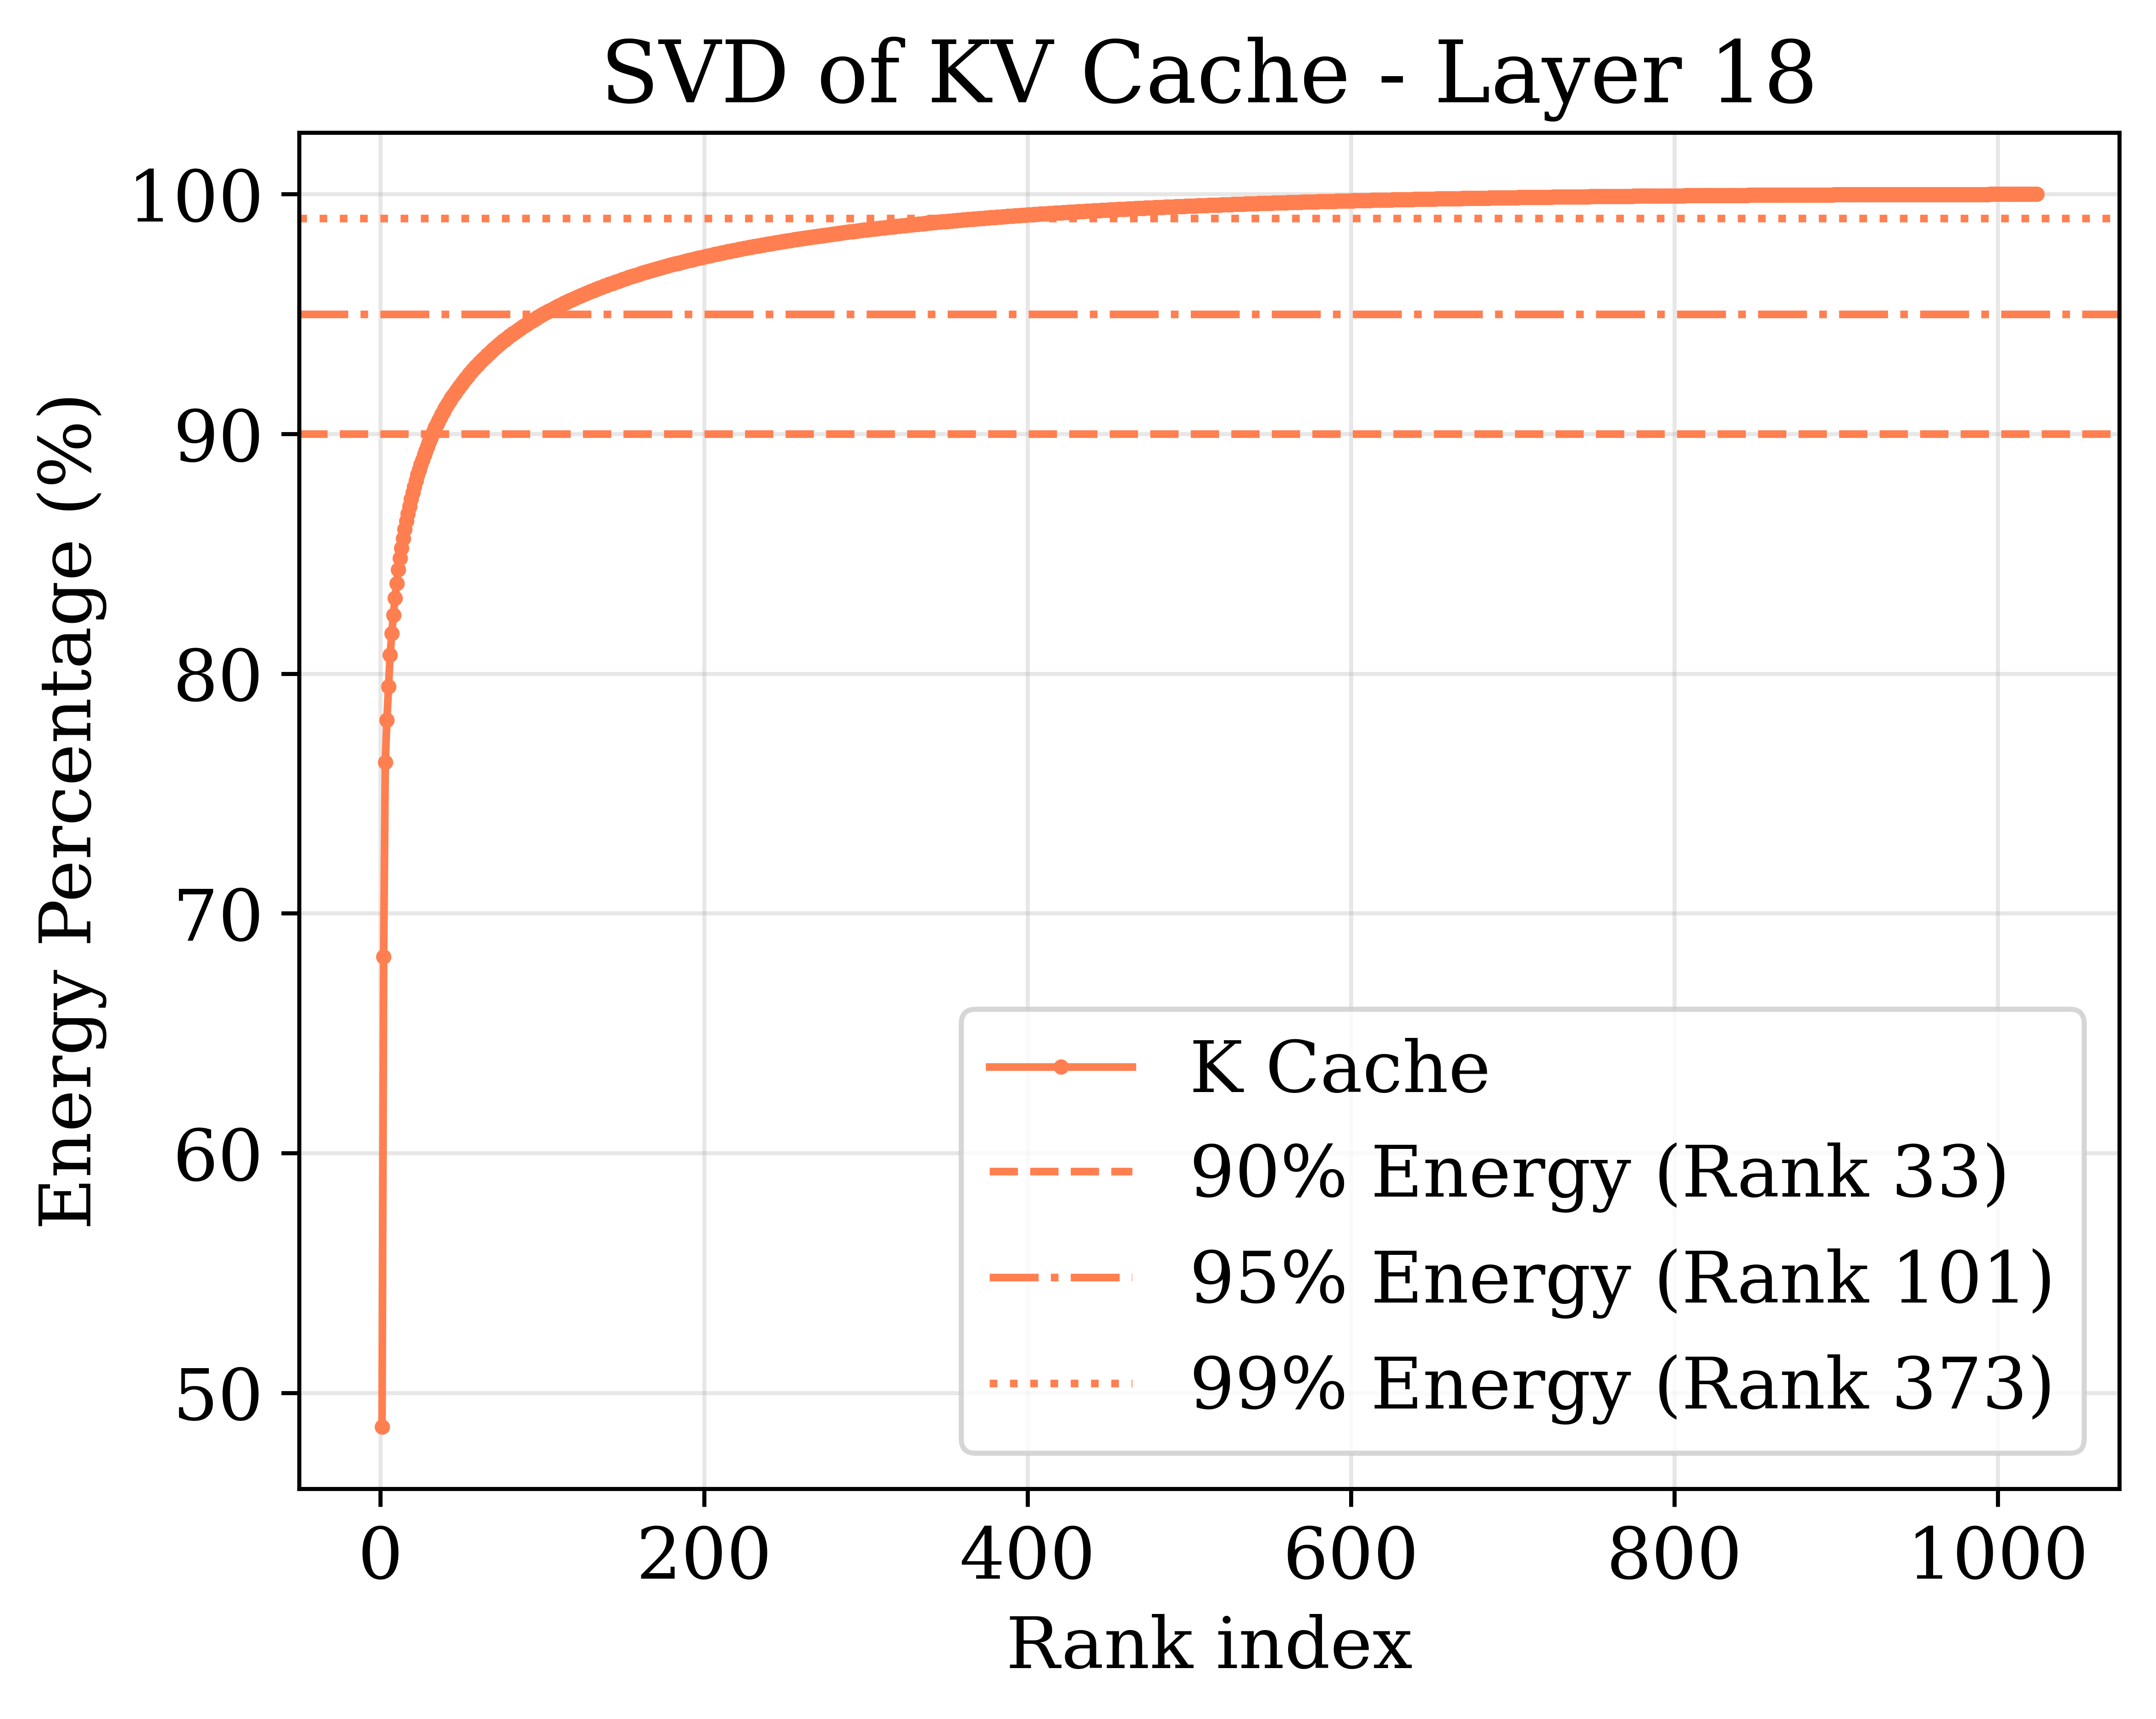 SVD of KV Cache - Layer 18
Energy Percentage (%)
100
90
80
70
60
50
K Cache
90% Energy (Rank 33)
95% Energy (Rank 101)
99% Energy (Rank 373)
0 200 400 600 800 1000
Rank index